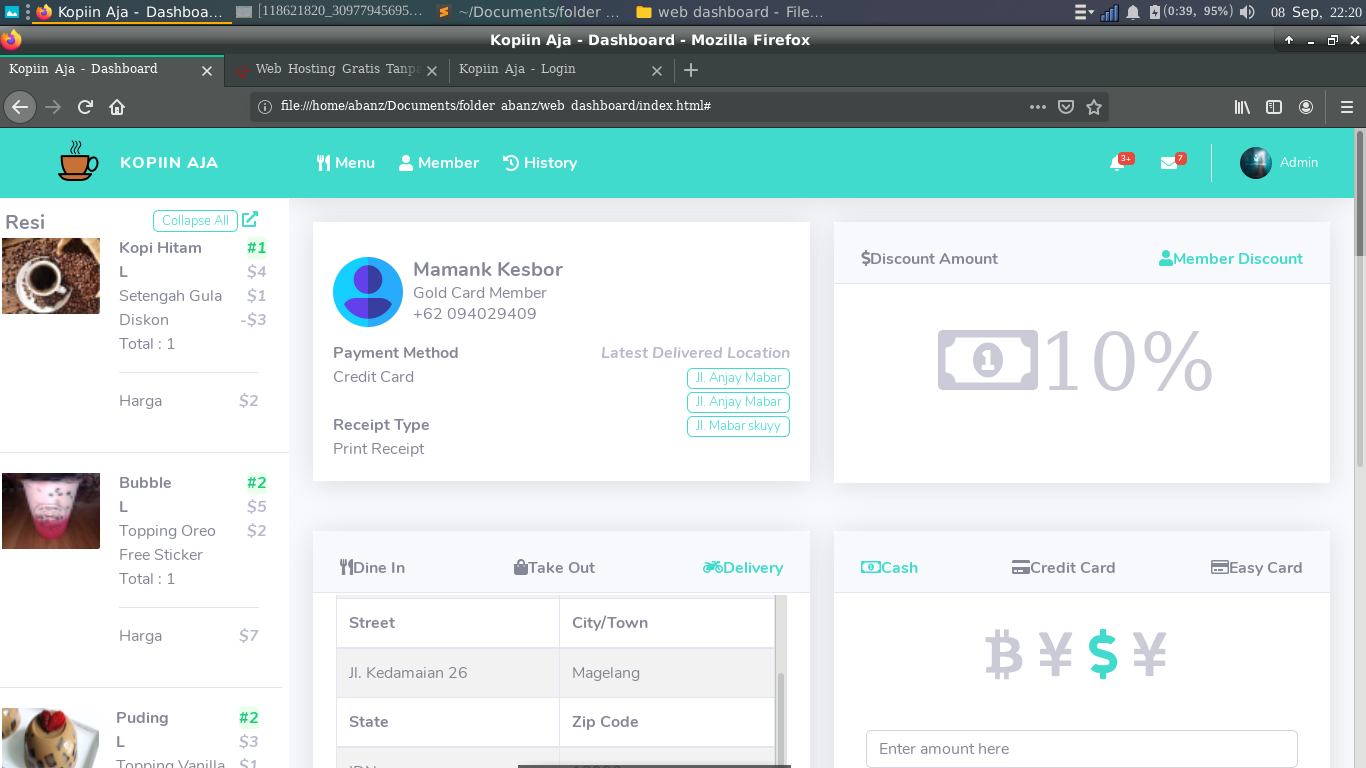 Kopiin Aja - Dashboa...
[118621820_30977945695...
~/Documents/folder ...
web dashboard - File...
(0:39, 95%)
08 Sep, 22:20
Kopiin Aja - Dashboard - Mozilla Firefox
Kopiin Aja - Dashboard
Web Hosting Gratis Tanpa
Kopiin Aja - Login
file:///home/abanz/Documents/folder abanz/web dashboard/index.html#
KOPIIN AJA
Menu
Member
History
3+
7
Admin
Resi
Collapse All
Kopi Hitam #1
L $4
Setengah Gula $1
Diskon -$3
Total : 1
Harga $2
Bubble #2
L $5
Topping Oreo $2
Free Sticker
Total : 1
Harga $7
Puding #2
L $3
Topping Vanilla $1
Mamank Kesbor
Gold Card Member
+62 094029409
Payment Method
Credit Card
Receipt Type
Print Receipt
Latest Delivered Location
Jl. Anjay Mabar
Jl. Anjay Mabar
Jl. Mabar skuyy
$Discount Amount
Member Discount
10%
Dine In
Take Out
Delivery
Street City/Town
Jl. Kedamaian 26 Magelang
State Zip Code
Cash
Credit Card
Easy Card
₿ ¥ $ ¥
Enter amount here